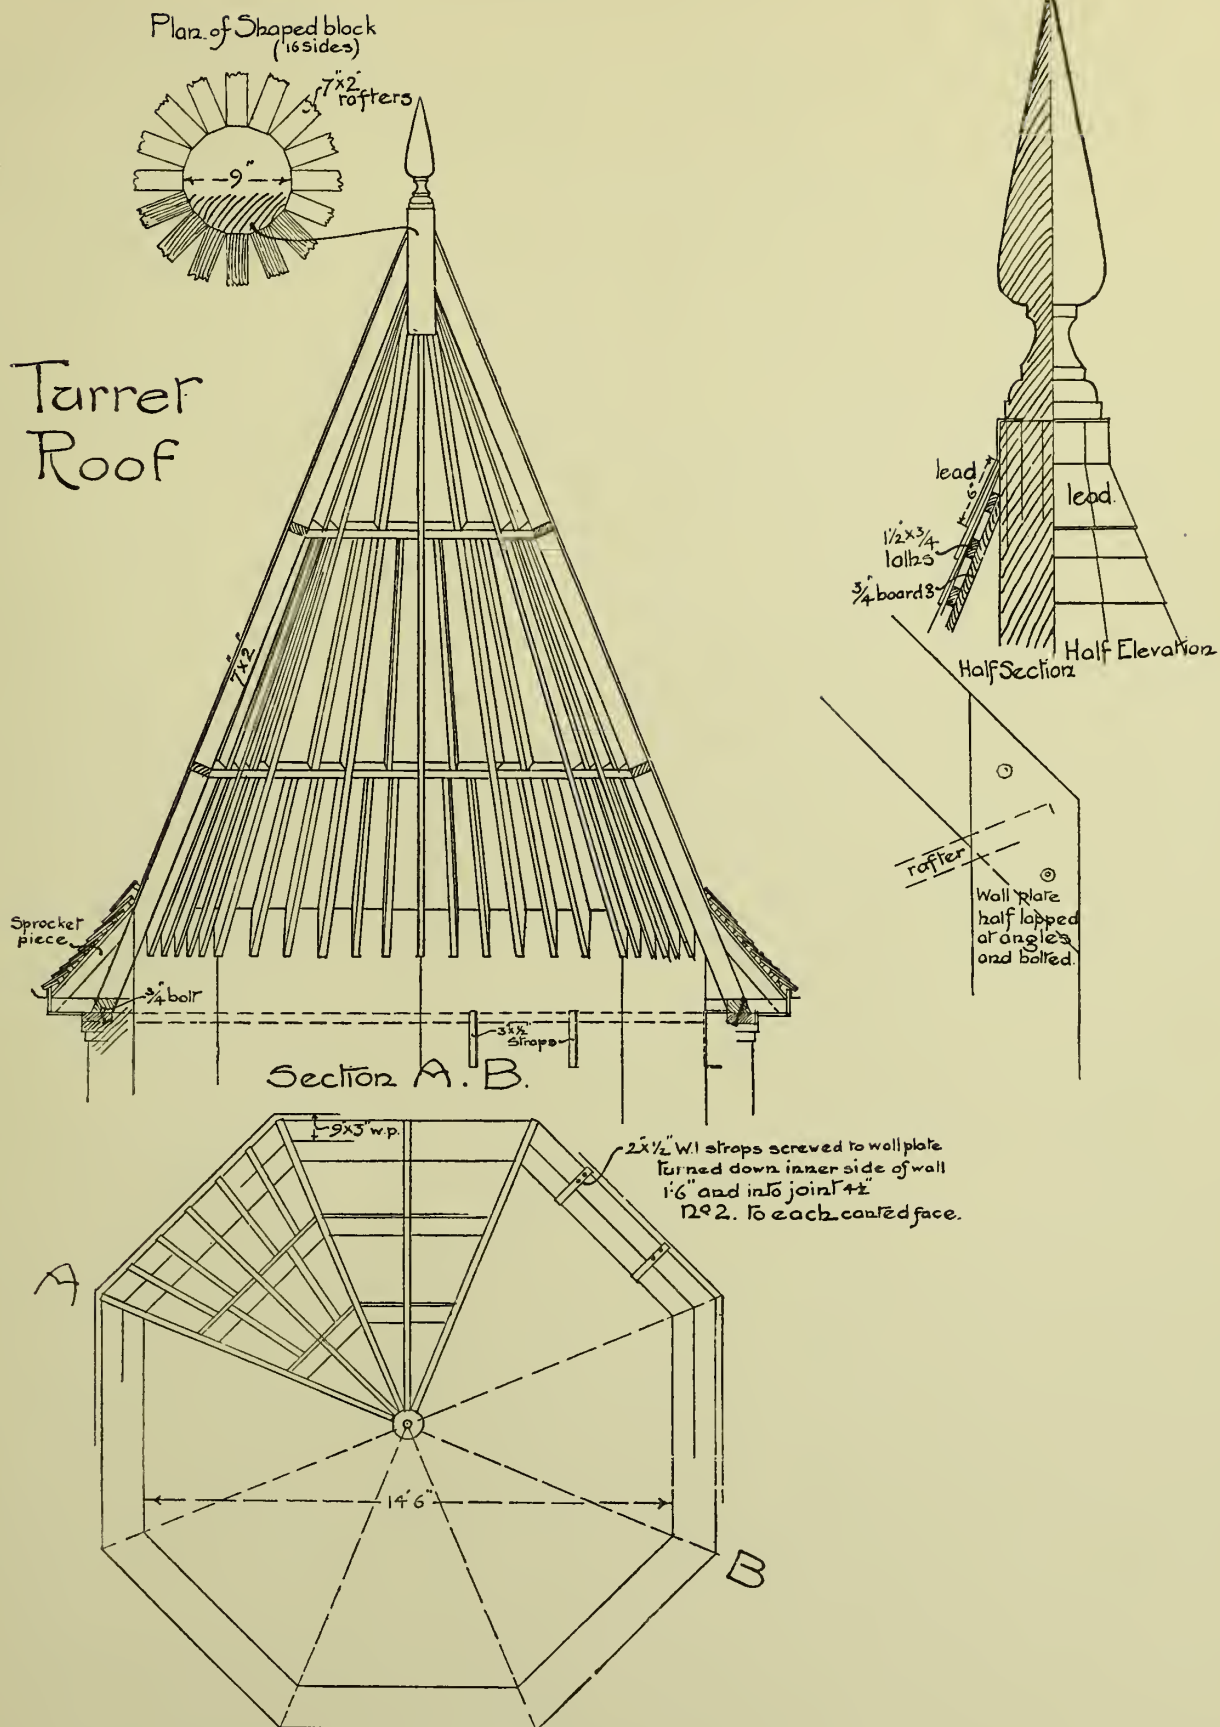 Plan of Shaped block
(16 sides)
7"x2"
rafters
9"
Turret
Roof
lead
6"
lead.
1½"x¾
laths
¾" boards
Half Section
Half Elevation
7"x2"
rafter
Wall plate
half lapped
at angles
and bolted.
Sprocket
piece
¾" bolt
3"x½"
straps
Section A. B.
9"x3" w.p.
2"x½" W.I straps screwed to wall plate
turned down inner side of wall
1'6" and into joint 4½"
No 2. to each canted face.
A
14'6"
B